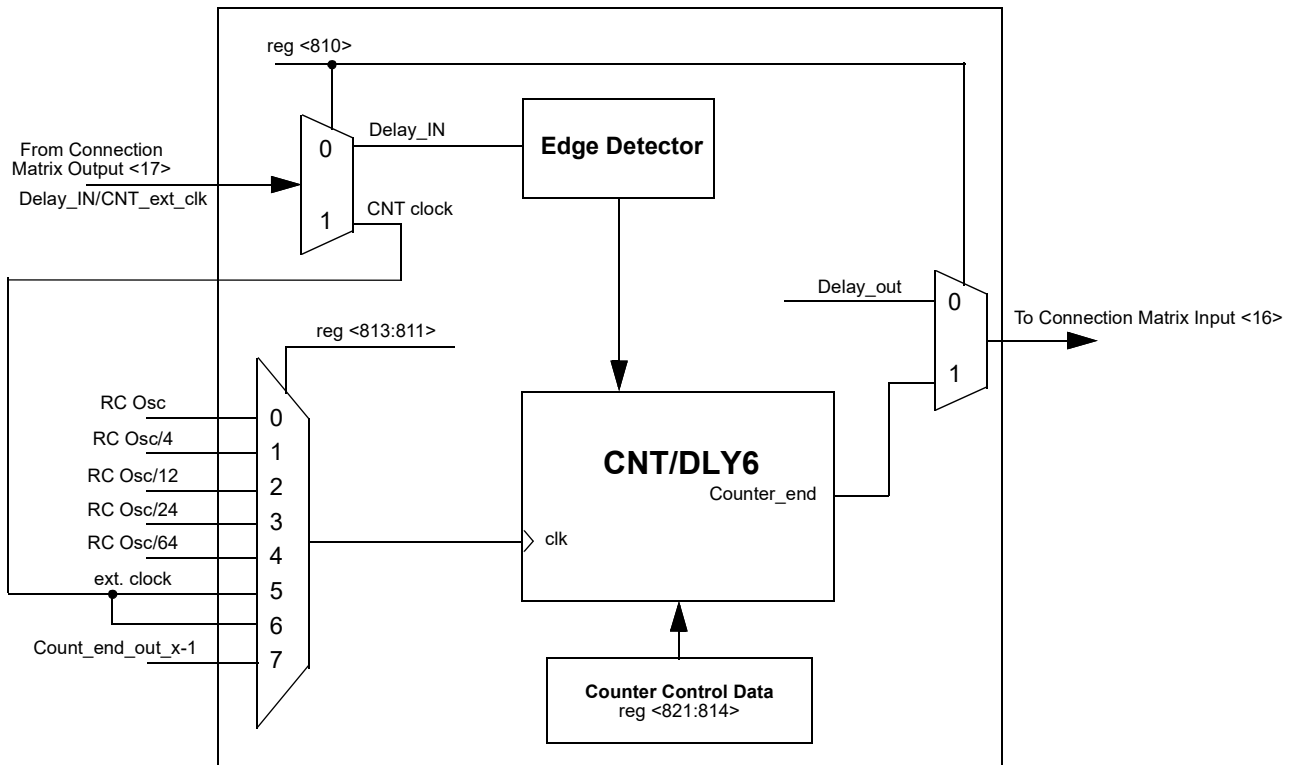 reg <810>
From Connection
Matrix Output <17>
Delay_IN/CNT_ext_clk
0
1
Delay_IN
CNT clock
Edge Detector
Delay_out
0
1
To Connection Matrix Input <16>
reg <813:811>
RC Osc
RC Osc/4
RC Osc/12
RC Osc/24
RC Osc/64
ext. clock
Count_end_out_x-1
0
1
2
3
4
5
6
7
CNT/DLY6
Counter_end
clk
Counter Control Data
reg <821:814>